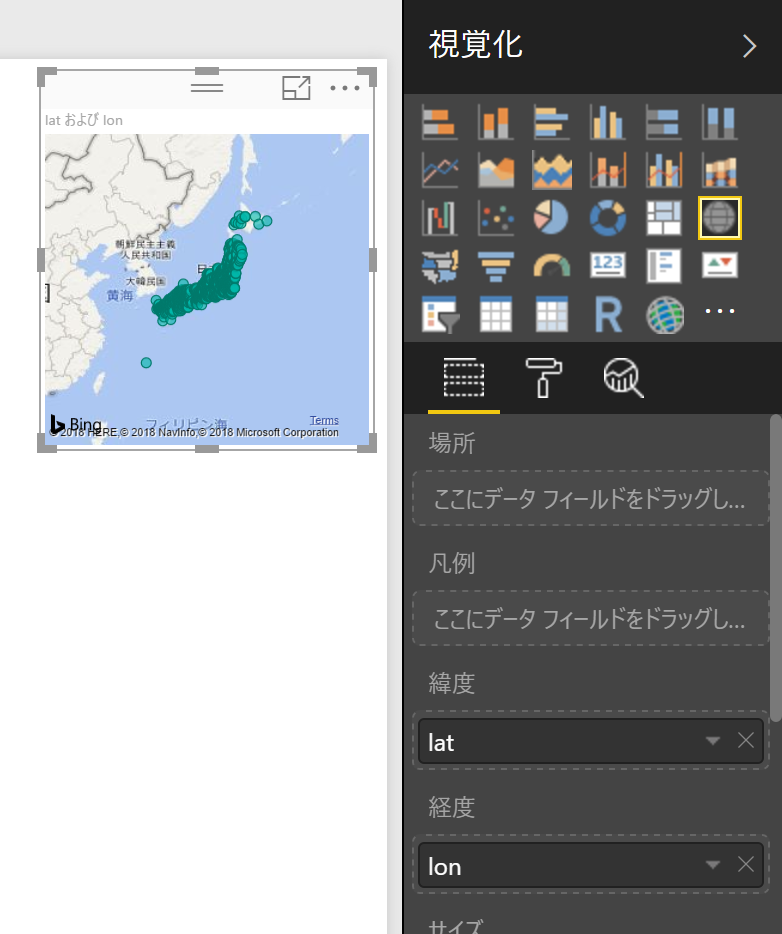 視覚化
lat および lon
朝鮮民主主義
人民共和国
大韓民国
黄海
日
フィリピン海
Bing
Terms
© 2018 HERE,© 2018 NavInfo,© 2018 Microsoft Corporation
123
R
場所
ここにデータ フィールドをドラッグし...
凡例
ここにデータ フィールドをドラッグし...
緯度
lat
経度
lon
サイズ